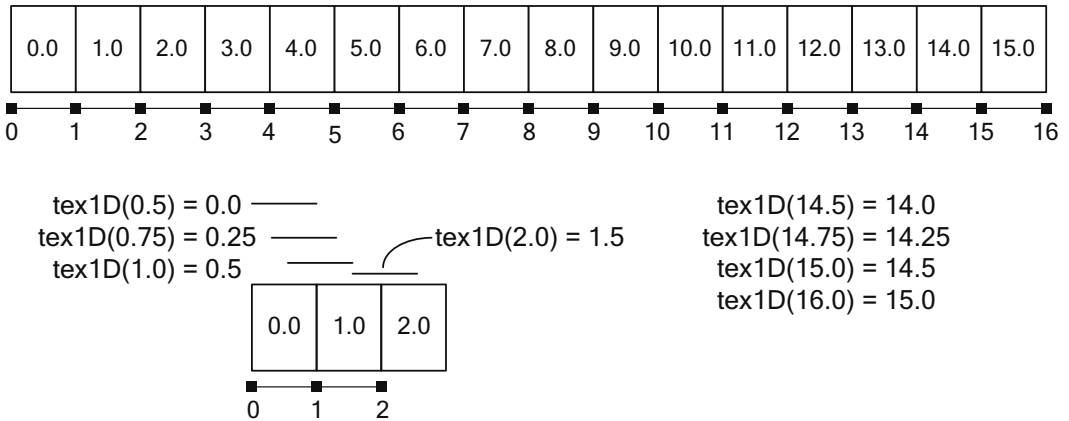 0.0 1.0 2.0 3.0 4.0 5.0 6.0 7.0 8.0 9.0 10.0 11.0 12.0 13.0 14.0 15.0
0 1 2 3 4 5 6 7 8 9 10 11 12 13 14 15 16
tex1D(0.5) = 0.0
tex1D(0.75) = 0.25
tex1D(1.0) = 0.5
tex1D(2.0) = 1.5
0.0 1.0 2.0
0 1 2
tex1D(14.5) = 14.0
tex1D(14.75) = 14.25
tex1D(15.0) = 14.5
tex1D(16.0) = 15.0